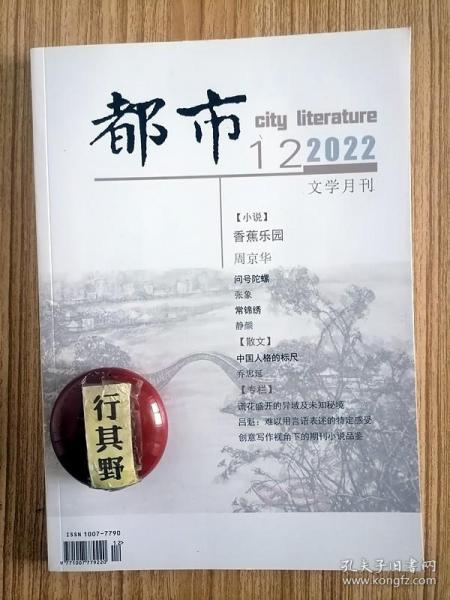 都市
city literature
12 2022
文学月刊
【小说】
香蕉乐园
周京华
问号陀螺
张象
常锦绣
静颜
【散文】
中国人格的标尺
乔忠延
【专栏】
谎花盛开的异域及未知秘境
吕魁：难以用言语表述的特定感受
创意写作视角下的期刊小说品鉴
行其野
ISSN 1007-7790
12>
9 771007 779220
孔夫子旧书网
www.kongfz.com